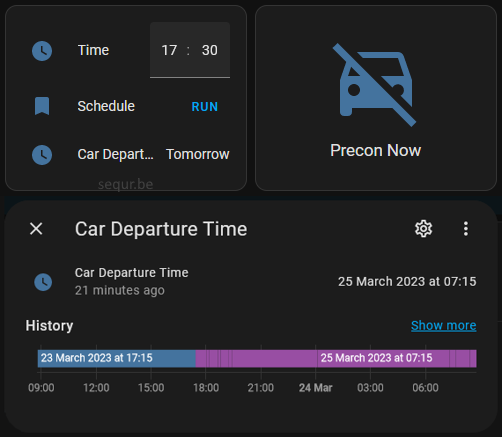 Time 17 : 30
Schedule RUN
Car Depart... Tomorrow
Precon Now
sequr.be
Car Departure Time
Car Departure Time
21 minutes ago
25 March 2023 at 07:15
History Show more
23 March 2023 at 17:15 25 March 2023 at 07:15
09:00 12:00 15:00 18:00 21:00 24 Mar 03:00 06:00